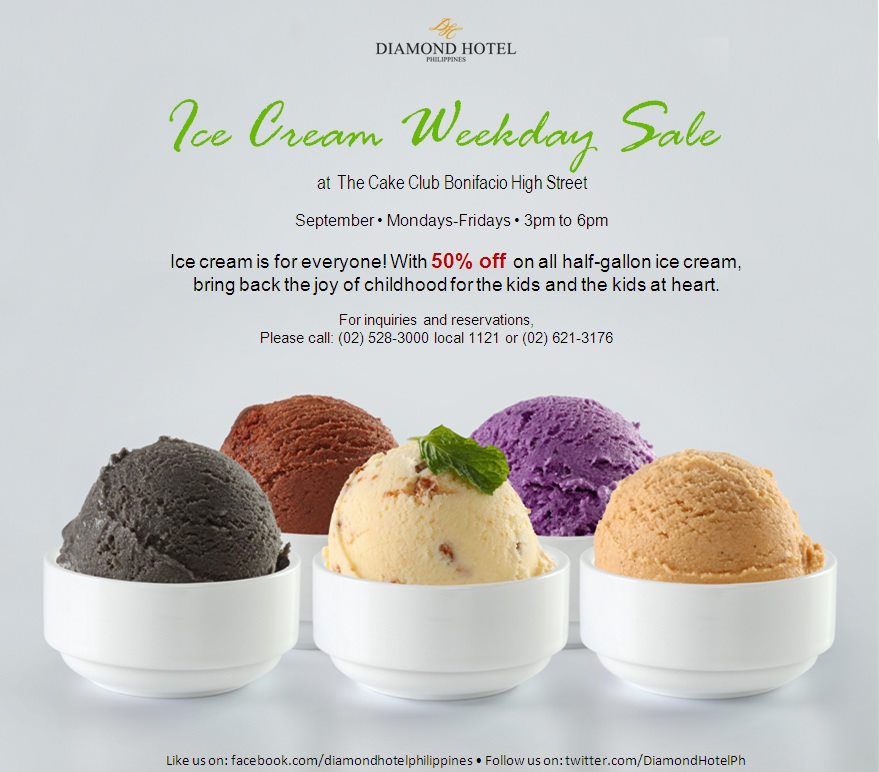 DIAMOND HOTEL
PHILIPPINES
Ice Cream Weekday Sale
at The Cake Club Bonifacio High Street
September • Mondays-Fridays • 3pm to 6pm
Ice cream is for everyone! With 50% off on all half-gallon ice cream,
bring back the joy of childhood for the kids and the kids at heart.
For inquiries and reservations,
Please call: (02) 528-3000 local 1121 or (02) 621-3176
Like us on: facebook.com/diamondhotelphilippines • Follow us on: twitter.com/DiamondHotelPh